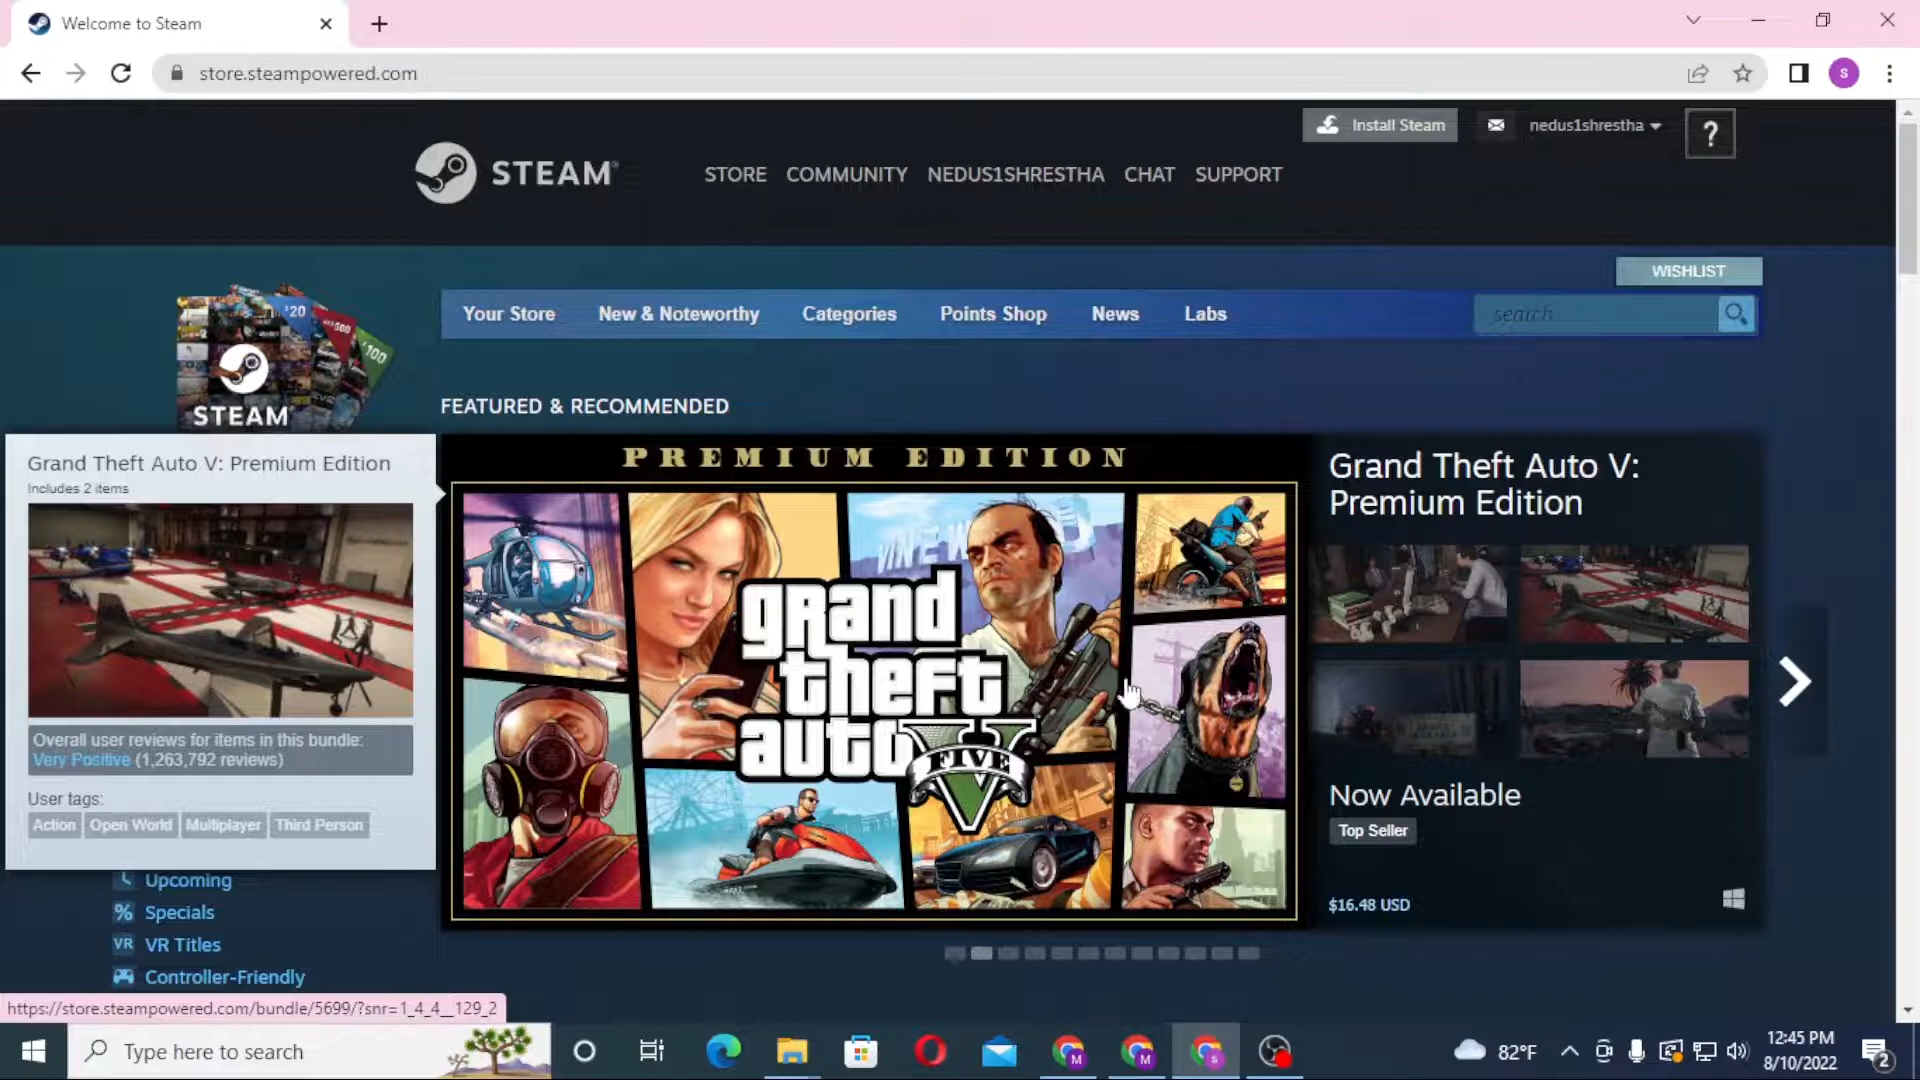 Welcome to Steam
store.steampowered.com
S
Install Steam
nedus1shrestha
?
STEAM
STORE
COMMUNITY
NEDUS1SHRESTHA
CHAT
SUPPORT
WISHLIST
Your Store
New & Noteworthy
Categories
Points Shop
News
Labs
search
$20
$100
STEAM
FEATURED & RECOMMENDED
Grand Theft Auto V: Premium Edition
Includes 2 items
Overall user reviews for items in this bundle:
Very Positive (1,263,792 reviews)
User tags:
Action
Open World
Multiplayer
Third Person
PREMIUM EDITION
grand
theft
auto
V
FIVE
Grand Theft Auto V:
Premium Edition
Now Available
Top Seller
$16.48 USD
Upcoming
%
Specials
VR
VR Titles
Controller-Friendly
https://store.steampowered.com/bundle/5699/?snr=1_4_4__129_2
Type here to search
M
M
S
82°F
12:45 PM
8/10/2022
2